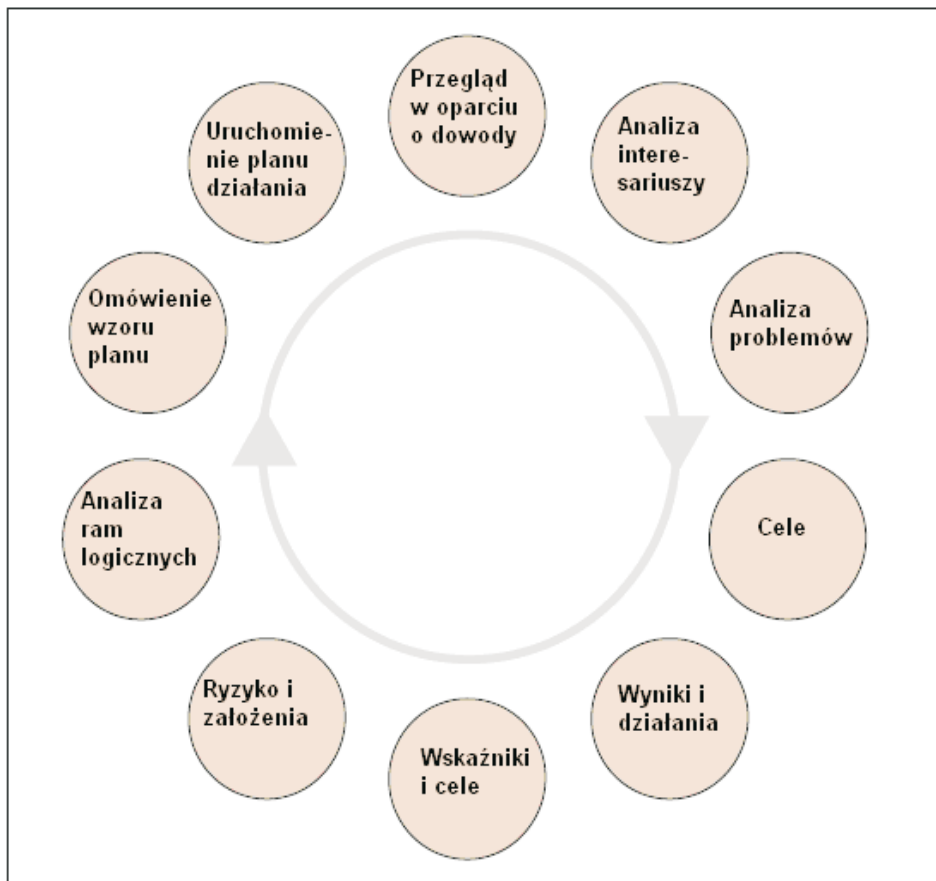 Przegląd
w oparciu
o dowody
Analiza
intere-
sariuszy
Analiza
problemów
Cele
Wyniki i
działania
Wskaźniki
i cele
Ryzyko i
założenia
Analiza
ram
logicznych
Omówienie
wzoru
planu
Uruchomie-
nie planu
działania